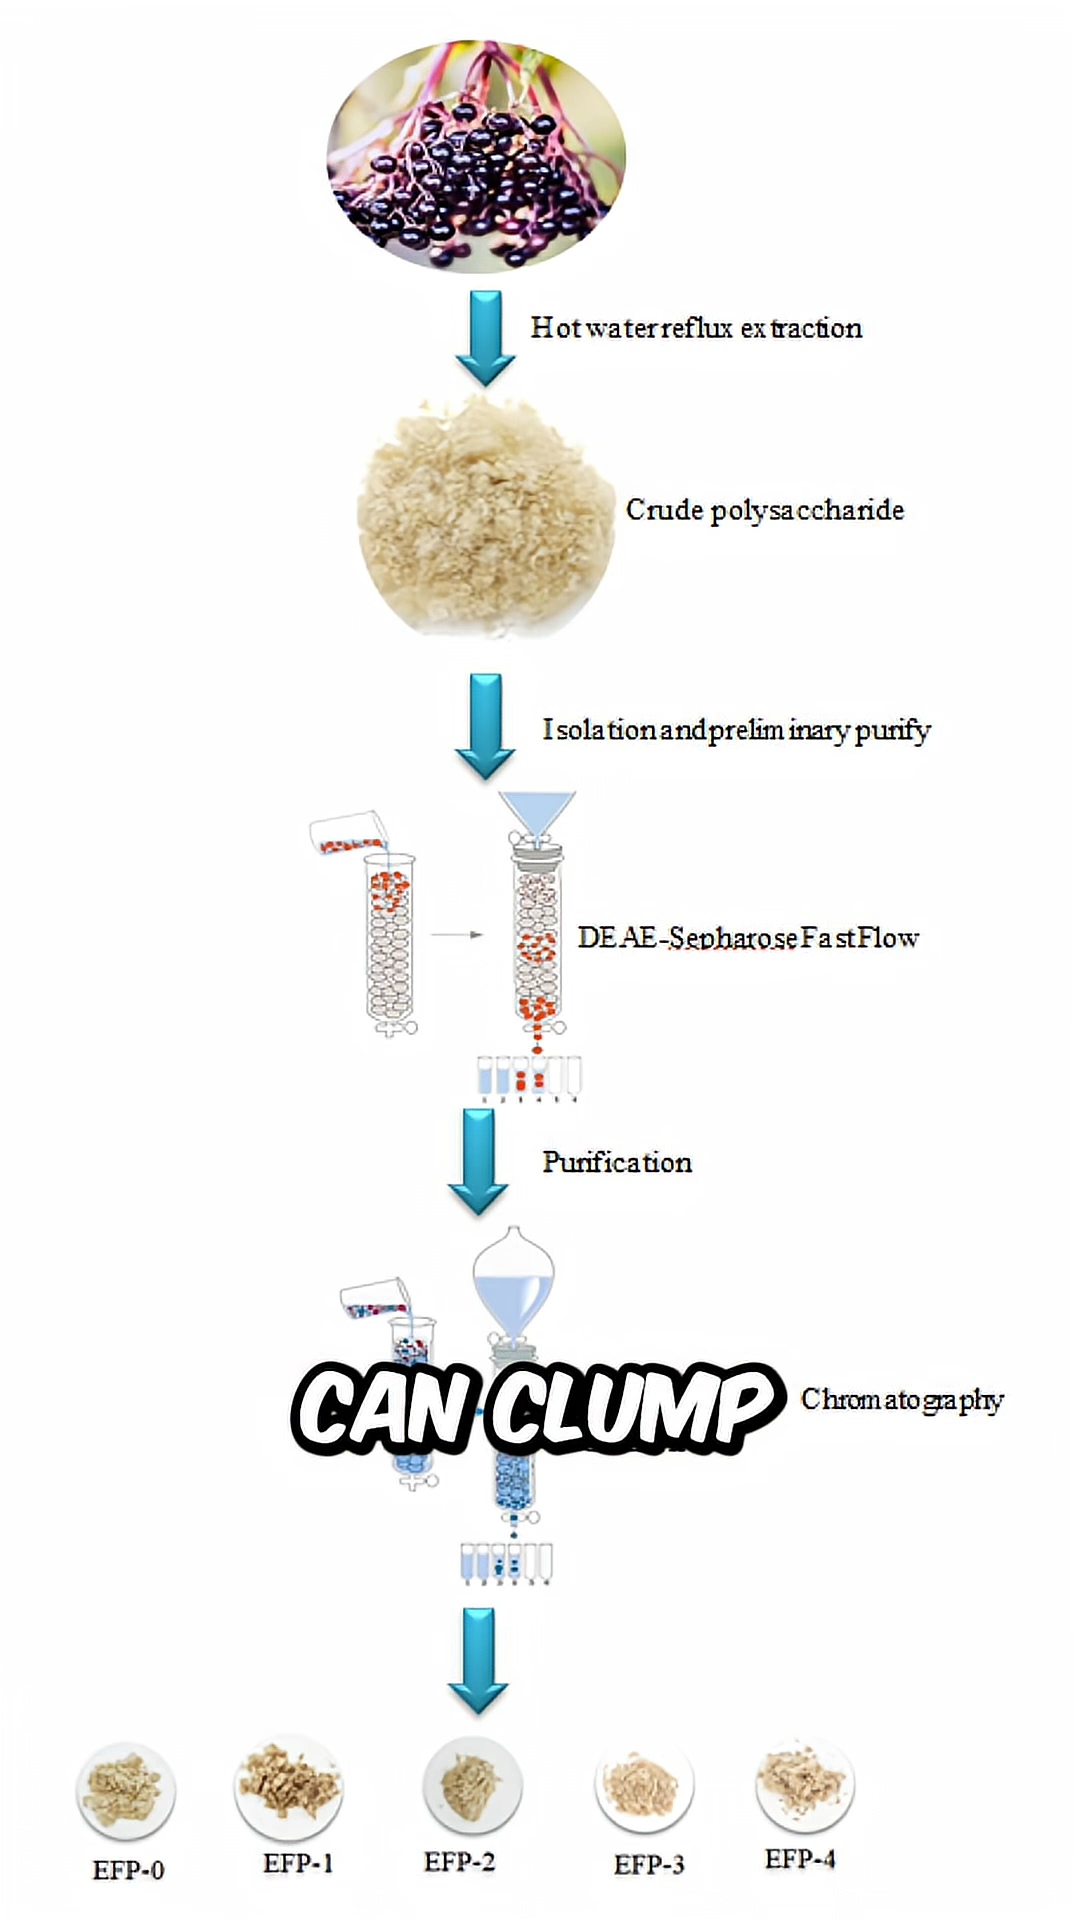 Hot water reflux extraction
Crude polysaccharide
Isolation and preliminary purify
DEAE-Sepharose Fast Flow
Purification
CAN CLUMP
Chromatography
EFP-0
EFP-1
EFP-2
EFP-3
EFP-4